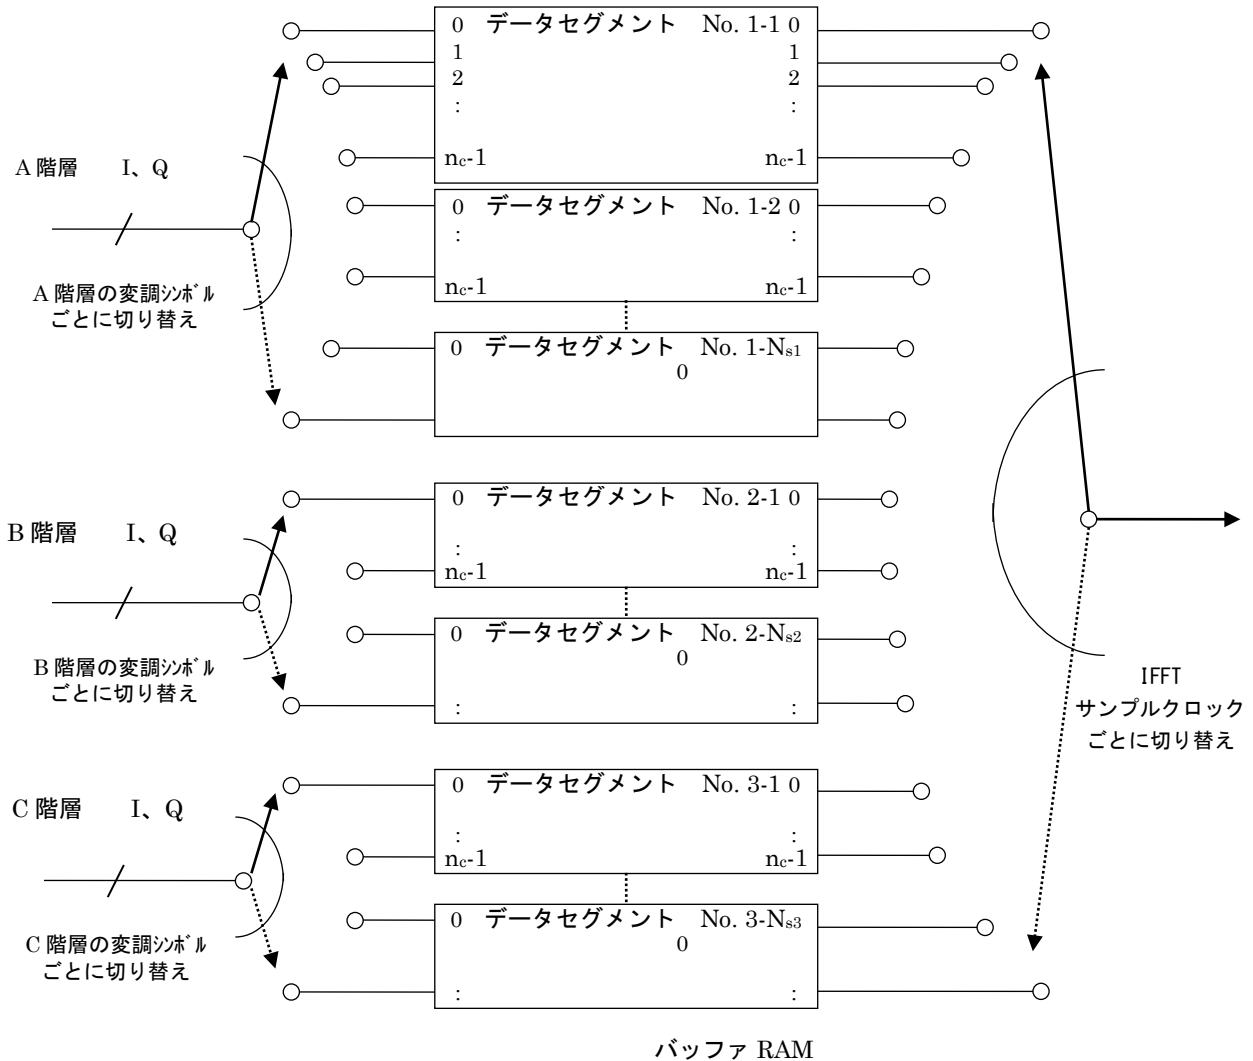 0 データセグメント No. 1-1 0
1 1
2 2
: :
nc-1 nc-1
A 階層 I、Q
A 階層の変調ｼﾝﾎﾞﾙ
ごとに切り替え
0 データセグメント No. 1-2 0
: :
nc-1 nc-1
0 データセグメント No. 1-Ns1
0
B 階層 I、Q
B 階層の変調ｼﾝﾎﾞﾙ
ごとに切り替え
0 データセグメント No. 2-1 0
: :
nc-1 nc-1
0 データセグメント No. 2-Ns2
0
: :
IFFT
サンプルクロック
ごとに切り替え
C 階層 I、Q
C 階層の変調ｼﾝﾎﾞﾙ
ごとに切り替え
0 データセグメント No. 3-1 0
: :
nc-1 nc-1
0 データセグメント No. 3-Ns3
0
: :
バッファ RAM